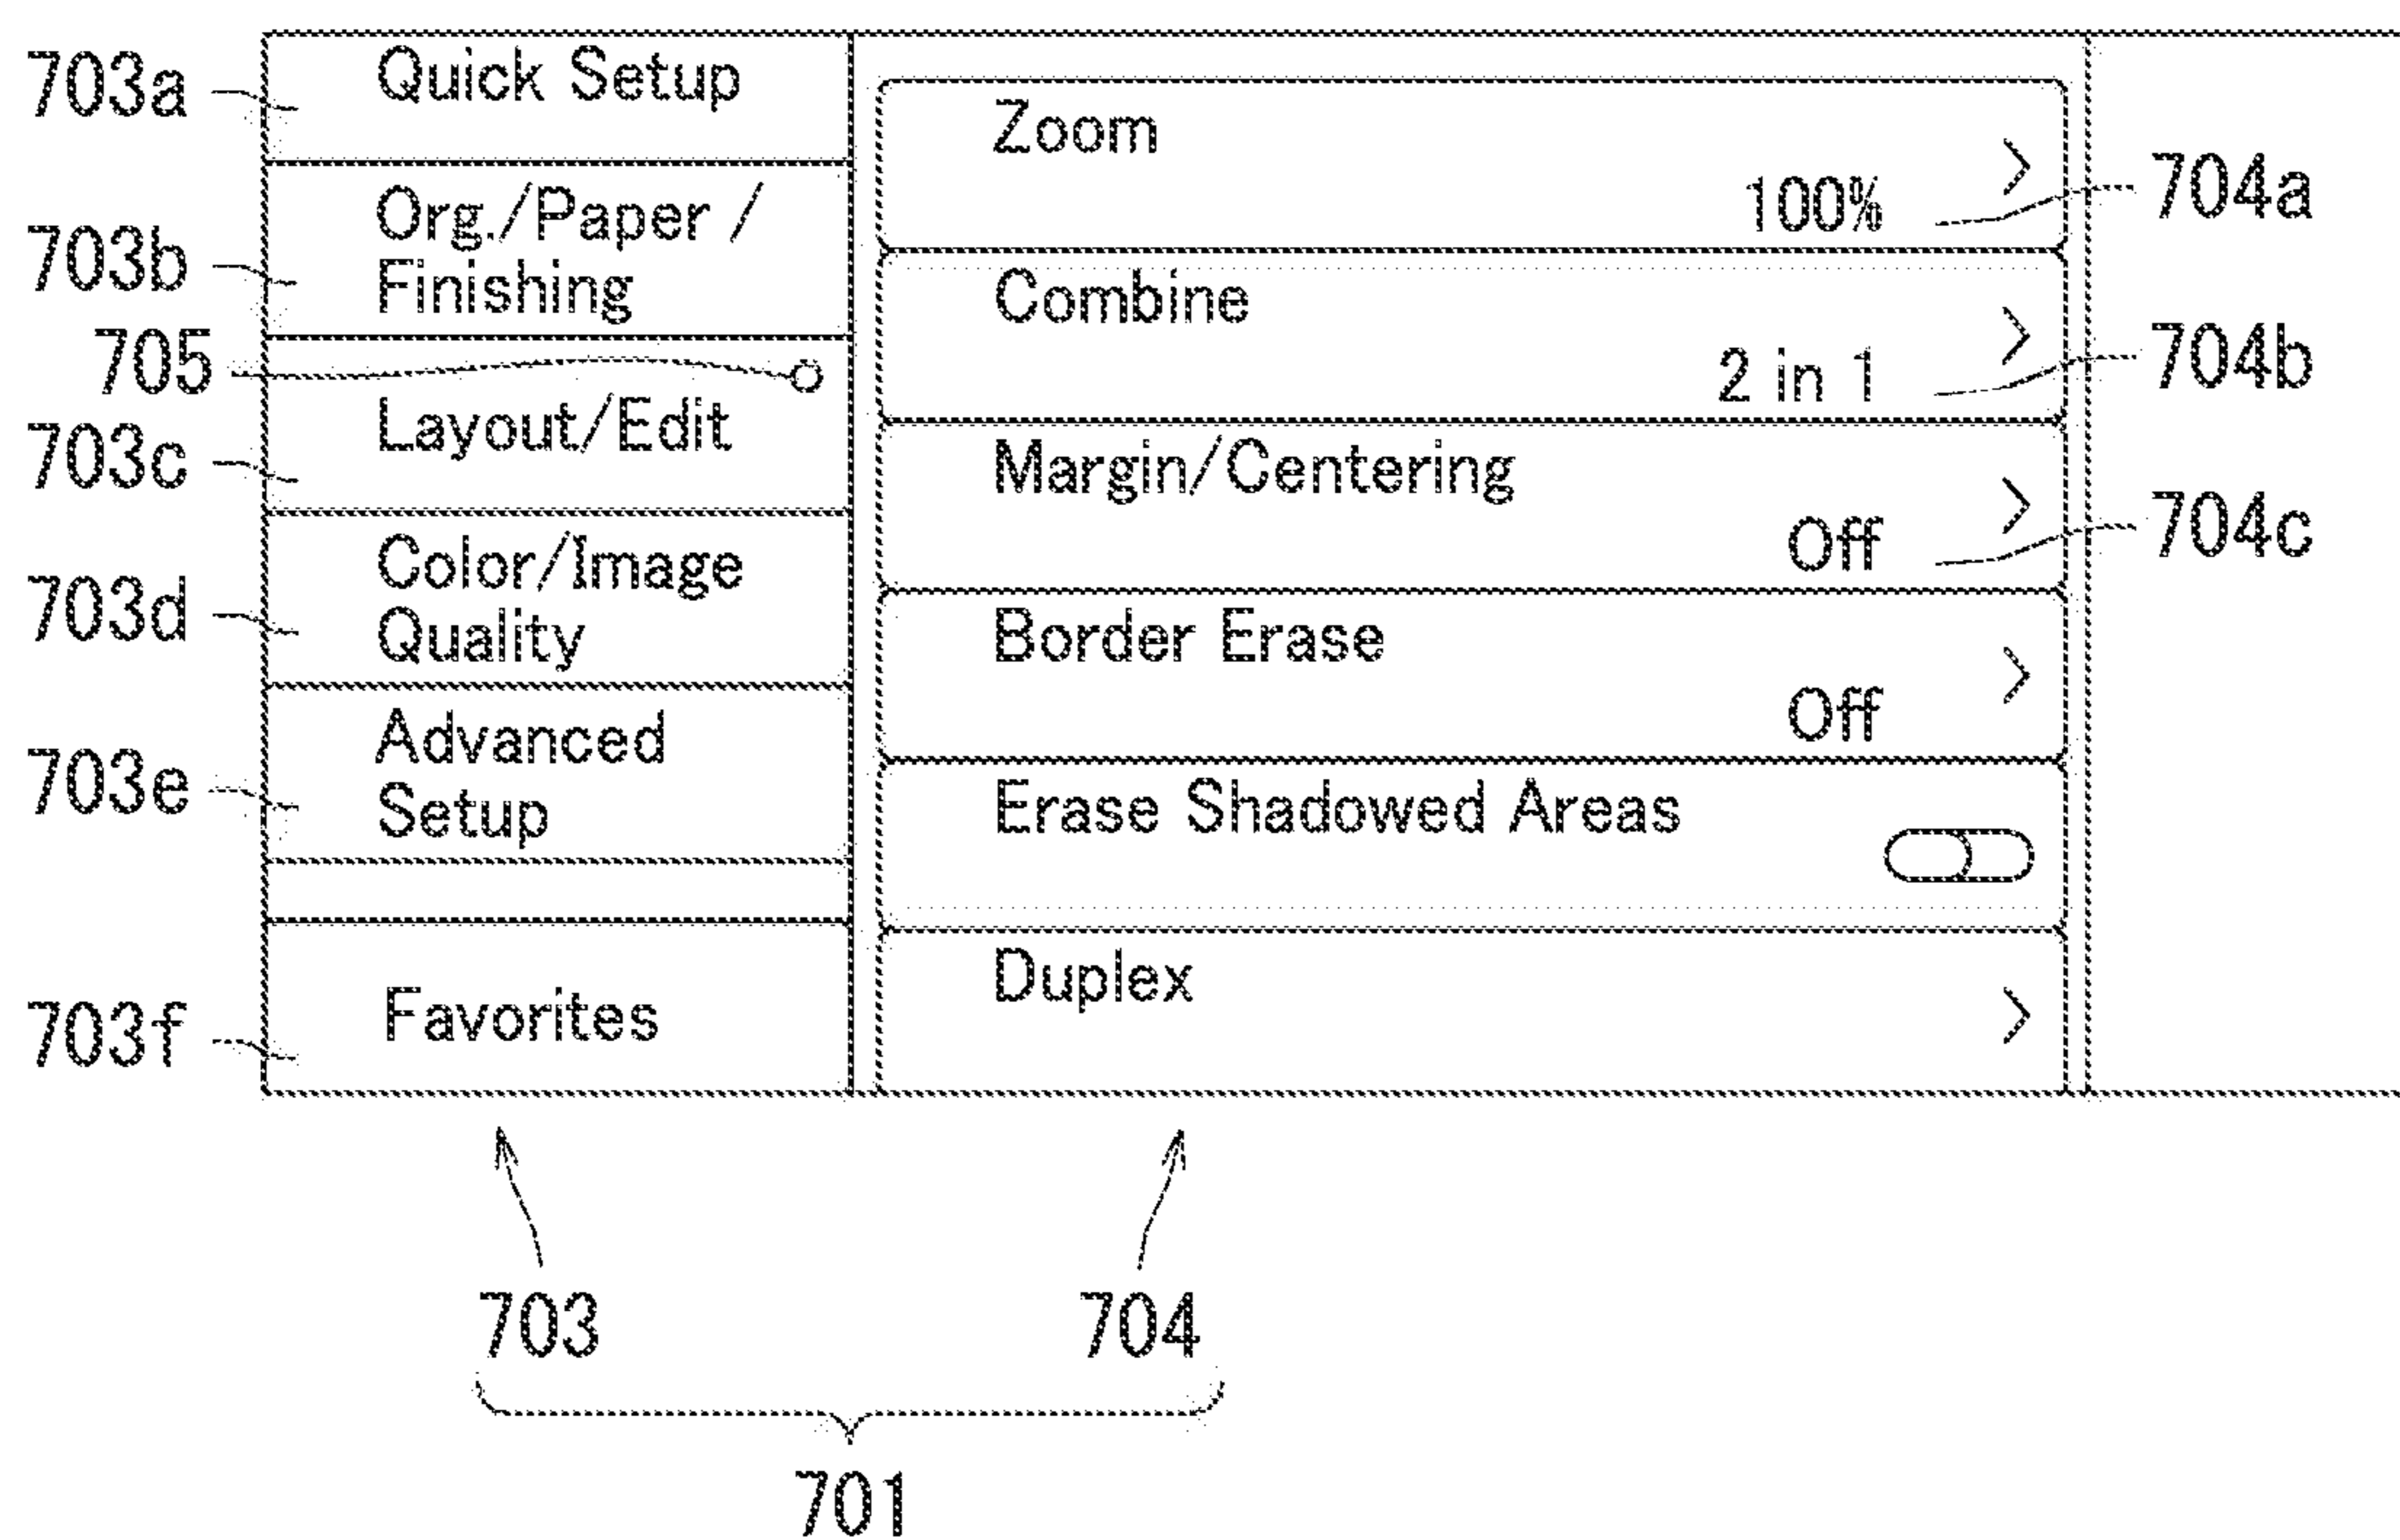 703a
Quick Setup
703b
Org./Paper /
Finishing
705
703c
Layout/Edit
703d
Color/Image
Quality
703e
Advanced
Setup
703f
Favorites
Zoom
100%
704a
Combine
2 in 1
704b
Margin/Centering
Off
704c
Border Erase
Off
Erase Shadowed Areas
Duplex
703
704
701